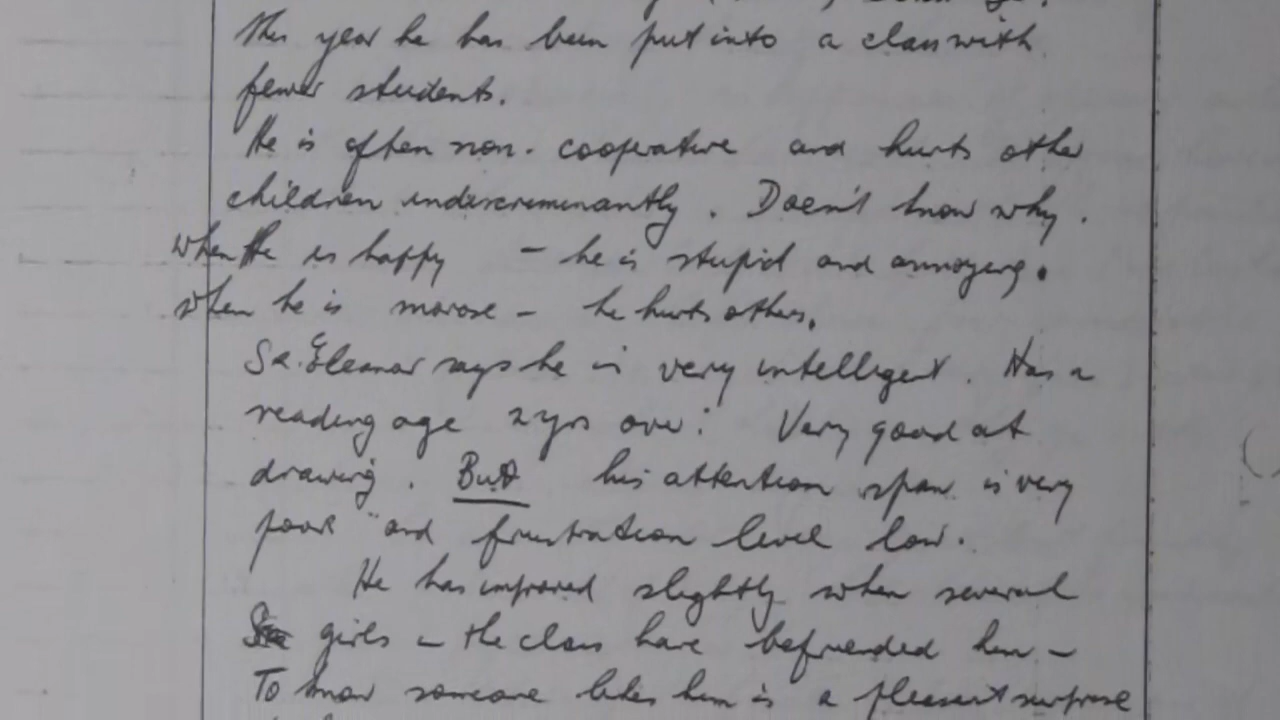 This year he has been put into a class with
fewer students.
He is often non. cooperative and hurts other
children undiscriminantly. Doesn't know why.
when He is happy - he is stupid and annoying.
when he is morose - he hurts others.
Sr. Eleanor says he is very intelligent. Has a
reading age 2 yrs over! Very good at
drawing. But his attention span is very
poor and frustration level low.
He has improved slightly when several
girls in the class have befriended him -
To know someone likes him is a pleasant surprise